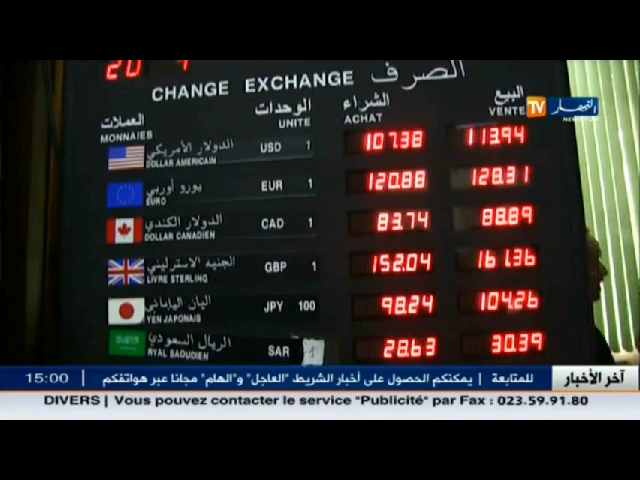 CHANGE EXCHANGE الصرف
العملات MONNAIES الوحدات UNITE الشراء ACHAT البيع VENTE
الدولار الأمريكي DOLLAR AMERICAIN USD 1 107.38 113.94
يورو أوربي EURO EUR 1 120.88 128.31
الدولار الكندي DOLLAR CANADIEN CAD 1 83.74 88.89
الجنيه الاسترليني LIVRE STERLING GBP 1 152.04 161.36
اليان الياباني YEN JAPONAIS JPY 100 98.24 104.26
الريال السعودي RYAL SAOUDIEN SAR 1 28.63 30.39
النهار TV
15:00 | يمكنكم الحصول على أخبار الشريط "العاجل" و"الهام" مجانا عبر هواتفكم | للمتابعة آخر الأخبار
DIVERS | Vous pouvez contacter le service "Publicité" par Fax : 023.59.91.80